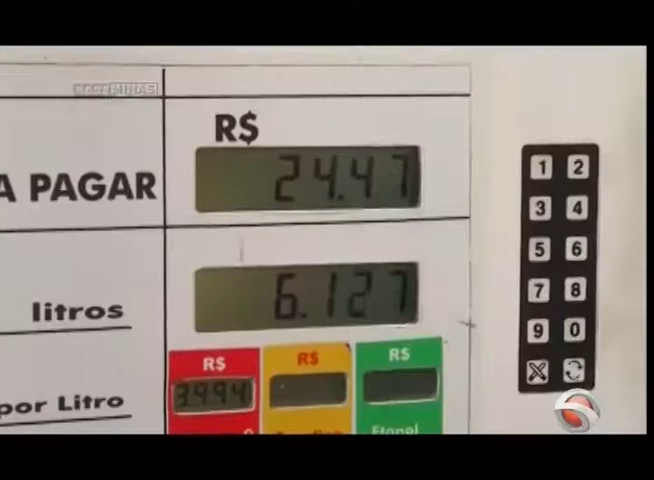 R$
A PAGAR
24.47
litros
6.127
por Litro
R$ R$ R$
3.994
Etanol
1 2
3 4
5 6
7 8
9 0